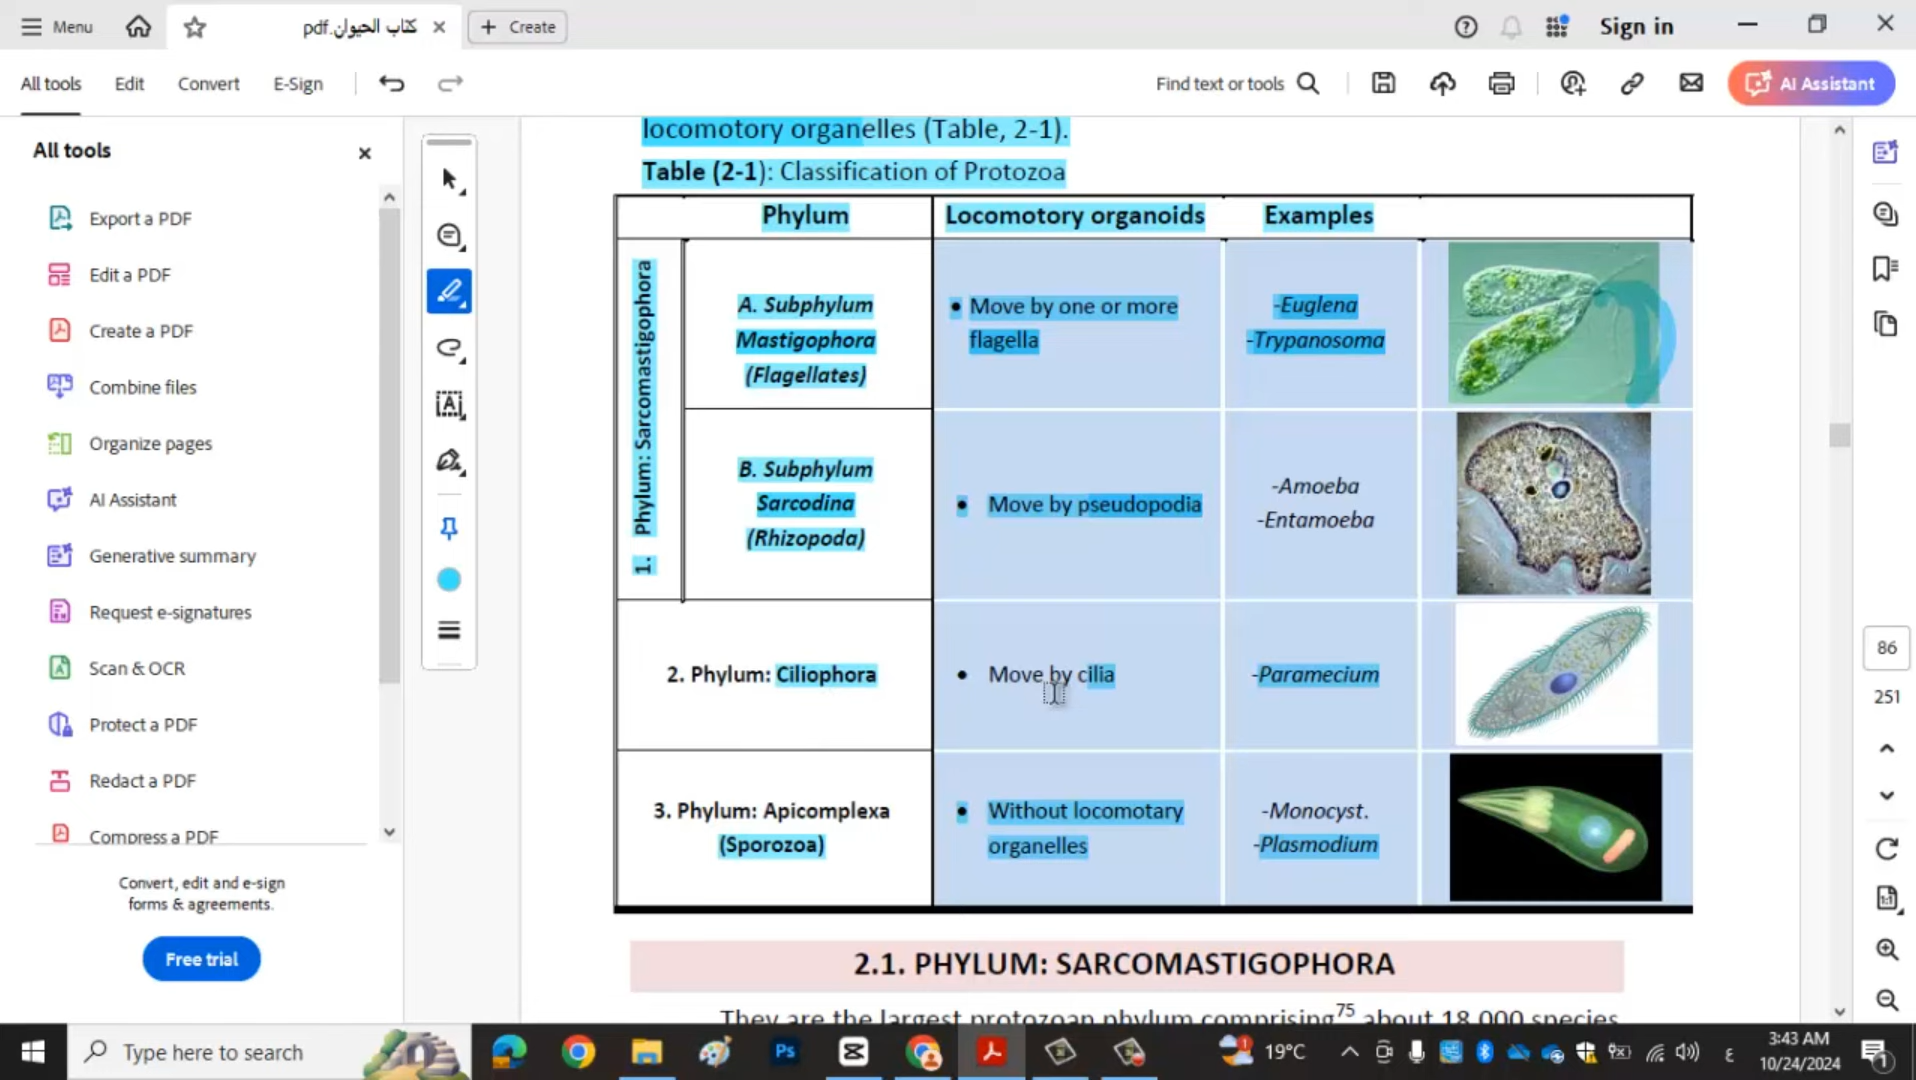 Menu
كتاب الحيوان.pdf
Create
Sign in
All tools
Edit
Convert
E-Sign
Find text or tools
AI Assistant
All tools
Export a PDF
Edit a PDF
Create a PDF
Combine files
Organize pages
AI Assistant
Generative summary
Request e-signatures
Scan & OCR
Protect a PDF
Redact a PDF
Compress a PDF
Convert, edit and e-sign
forms & agreements.
Free trial
locomotory organelles (Table, 2-1).
Table (2-1): Classification of Protozoa
Phylum
Locomotory organoids
Examples
1. Phylum: Sarcomastigophora
A. Subphylum
Mastigophora
(Flagellates)
• Move by one or more
flagella
-Euglena
-Trypanosoma
B. Subphylum
Sarcodina
(Rhizopoda)
• Move by pseudopodia
-Amoeba
-Entamoeba
2. Phylum: Ciliophora
• Move by cilia
-Paramecium
3. Phylum: Apicomplexa
(Sporozoa)
• Without locomotary
organelles
-Monocyst.
-Plasmodium
2.1. PHYLUM: SARCOMASTIGOPHORA
They are the largest protozoan phylum comprising75 about 18,000 species
86
251
Type here to search
Ps
19°C
ع
3:43 AM
10/24/2024
1